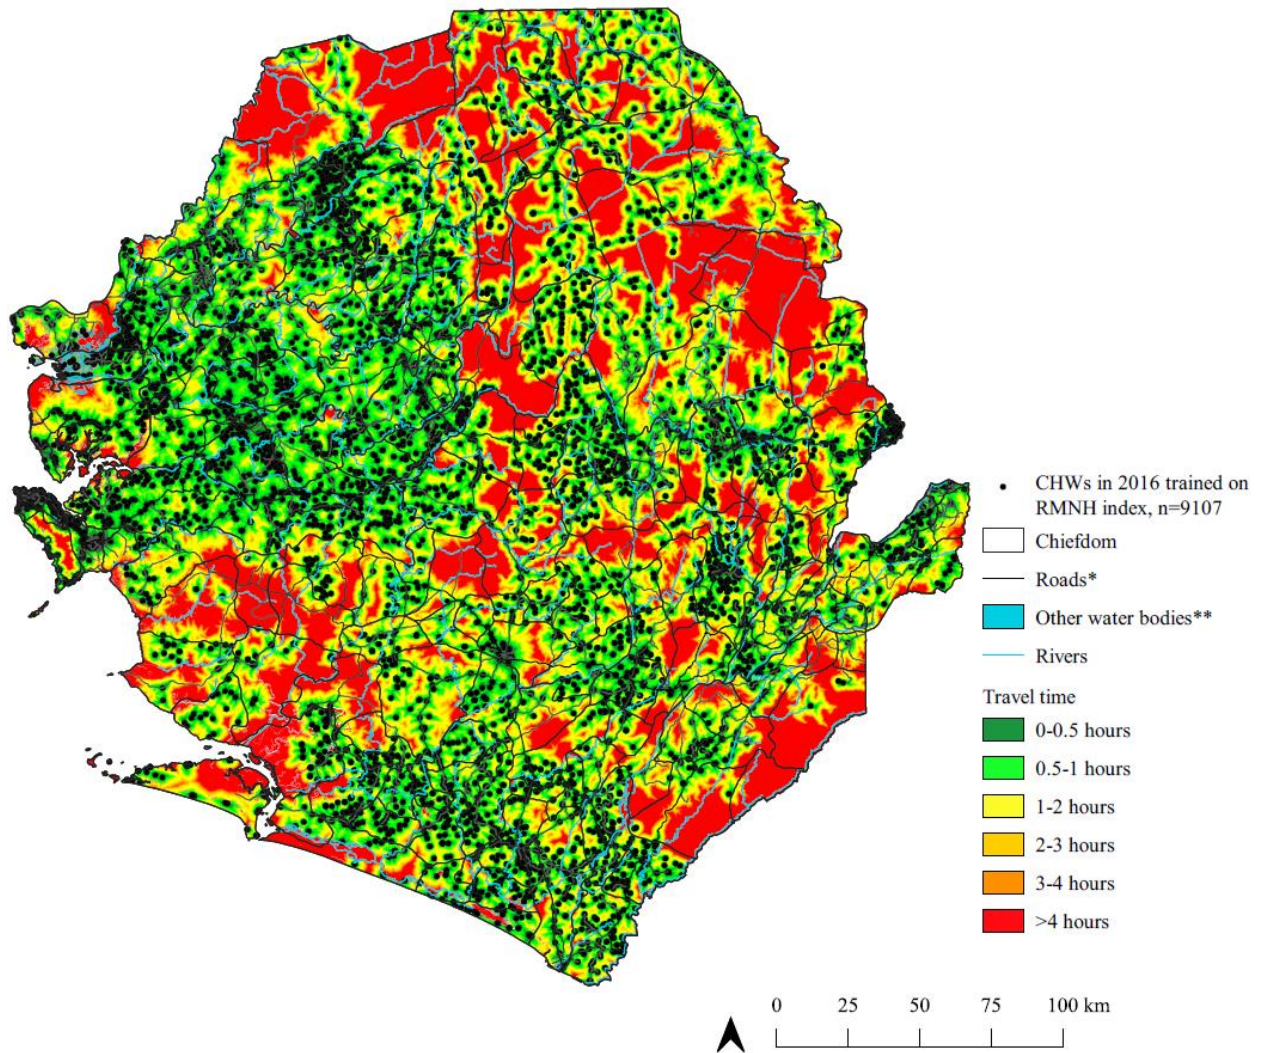 CHWs in 2016 trained on
RMNH index, n=9107
Chiefdom
Roads*
Other water bodies**
Rivers
Travel time
0-0.5 hours
0.5-1 hours
1-2 hours
2-3 hours
3-4 hours
>4 hours
0 25 50 75 100 km